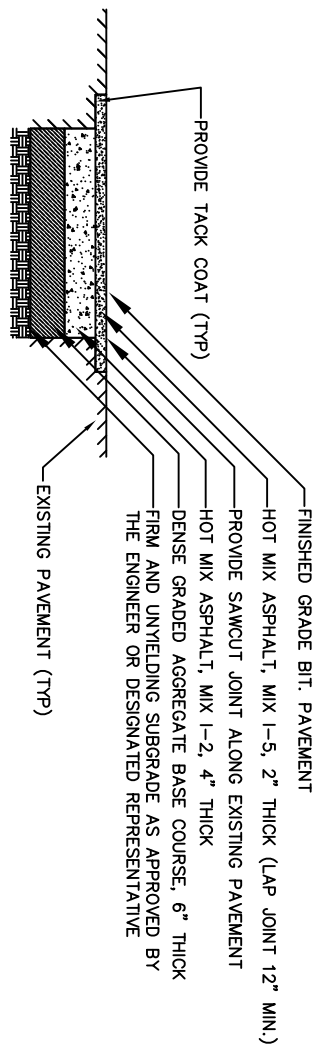 FINISHED GRADE BIT. PAVEMENT
HOT MIX ASPHALT, MIX I-5, 2" THICK (LAP JOINT 12" MIN.)
PROVIDE SAWCUT JOINT ALONG EXISTING PAVEMENT
HOT MIX ASPHALT, MIX I-2, 4" THICK
DENSE GRADED AGGREGATE BASE COURSE, 6" THICK
FIRM AND UNYIELDING SUBGRADE AS APPROVED BY
THE ENGINEER OR DESIGNATED REPRESENTATIVE
PROVIDE TACK COAT (TYP)
EXISTING PAVEMENT (TYP)